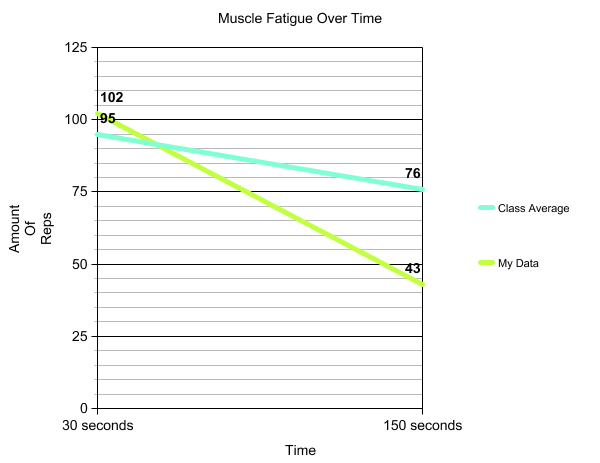 Muscle Fatigue Over Time
125
102
100
95
76
75
Class Average
Amount
Of
Reps
50
43
My Data
25
0
30 seconds
150 seconds
Time